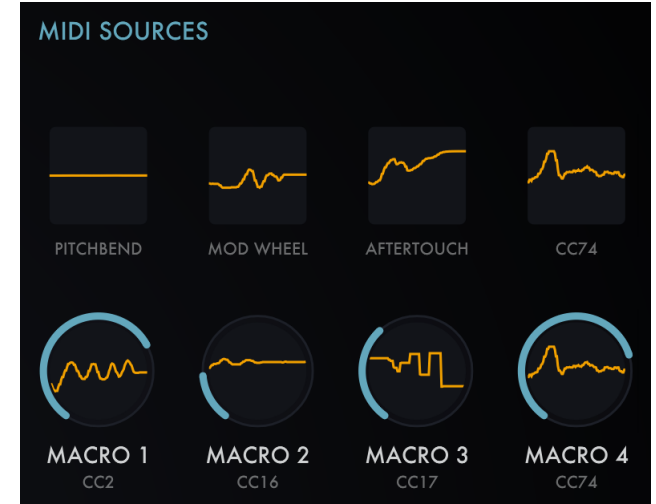 MIDI SOURCES
PITCHBEND
MOD WHEEL
AFTERTOUCH
CC74
MACRO 1
MACRO 2
MACRO 3
MACRO 4
CC2
CC16
CC17
CC74